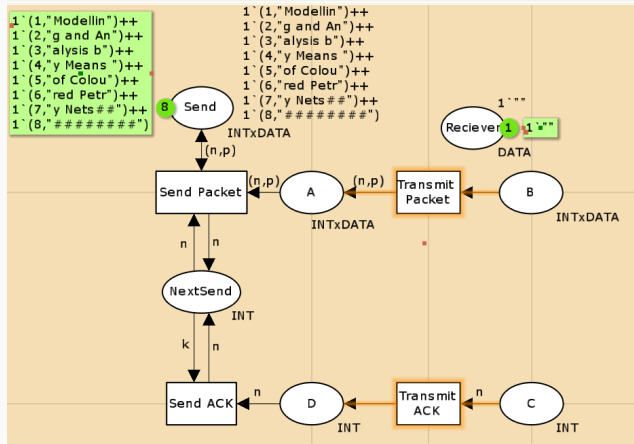 1`(1,"Modellin")++
1`(2,"g and An")++
1`(3,"alysis b")++
1`(4,"y Means ")++
1`(5,"of Colou")++
1`(6,"red Petr")++
1`(7,"y Nets##")++
1`(8,"########")
1`(1,"Modellin")++
1`(2,"g and An")++
1`(3,"alysis b")++
1`(4,"y Means ")++
1`(5,"of Colou")++
1`(6,"red Petr")++
1`(7,"y Nets##")++
1`(8,"########")
8
Send
INTxDATA
1`""
Reciever
1
1`""
DATA
(n,p)
Send Packet
(n,p)
A
INTxDATA
(n,p)
Transmit
Packet
B
INTxDATA
n
n
NextSend
INT
k
n
Send ACK
n
D
INT
Transmit
ACK
n
C
INT